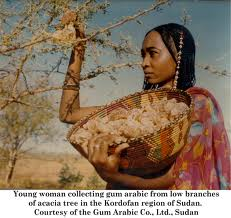 Young woman collecting gum arabic from low branches
of acacia tree in the Kordofan region of Sudan.
Courtesy of the Gum Arabic Co., Ltd., Sudan